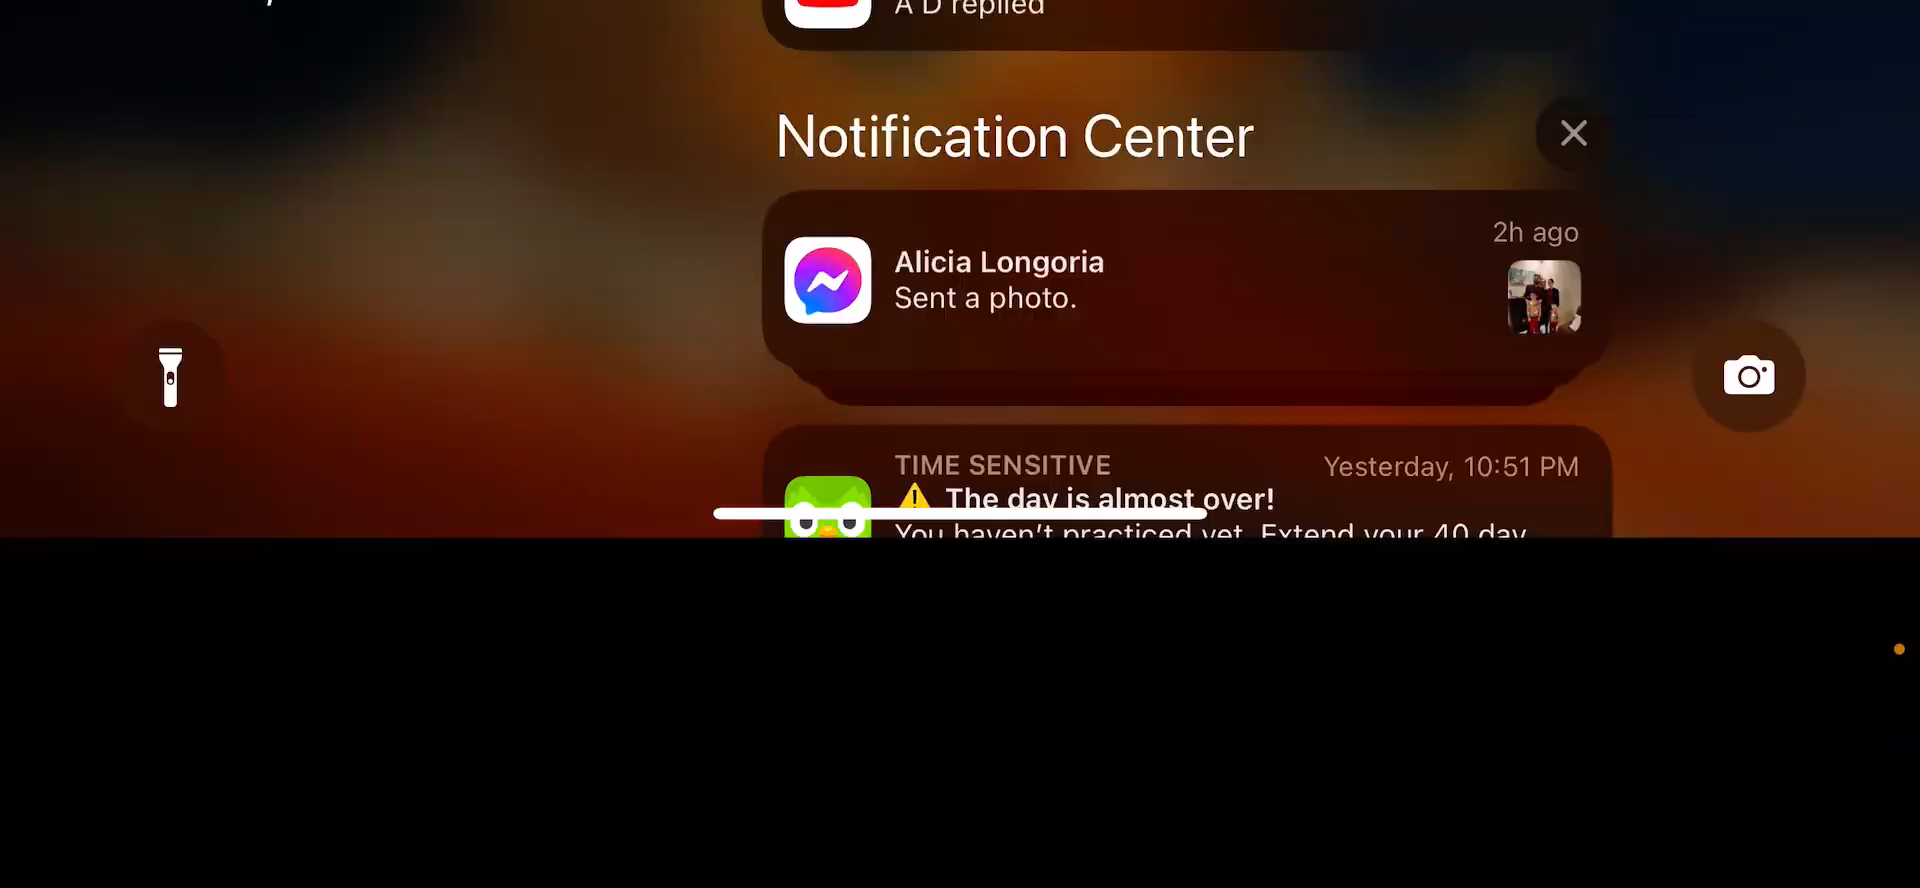 A D replied
Notification Center
2h ago
Alicia Longoria
Sent a photo.
TIME SENSITIVE
Yesterday, 10:51 PM
⚠️ The day is almost over!
You haven't practiced yet. Extend your 40 day